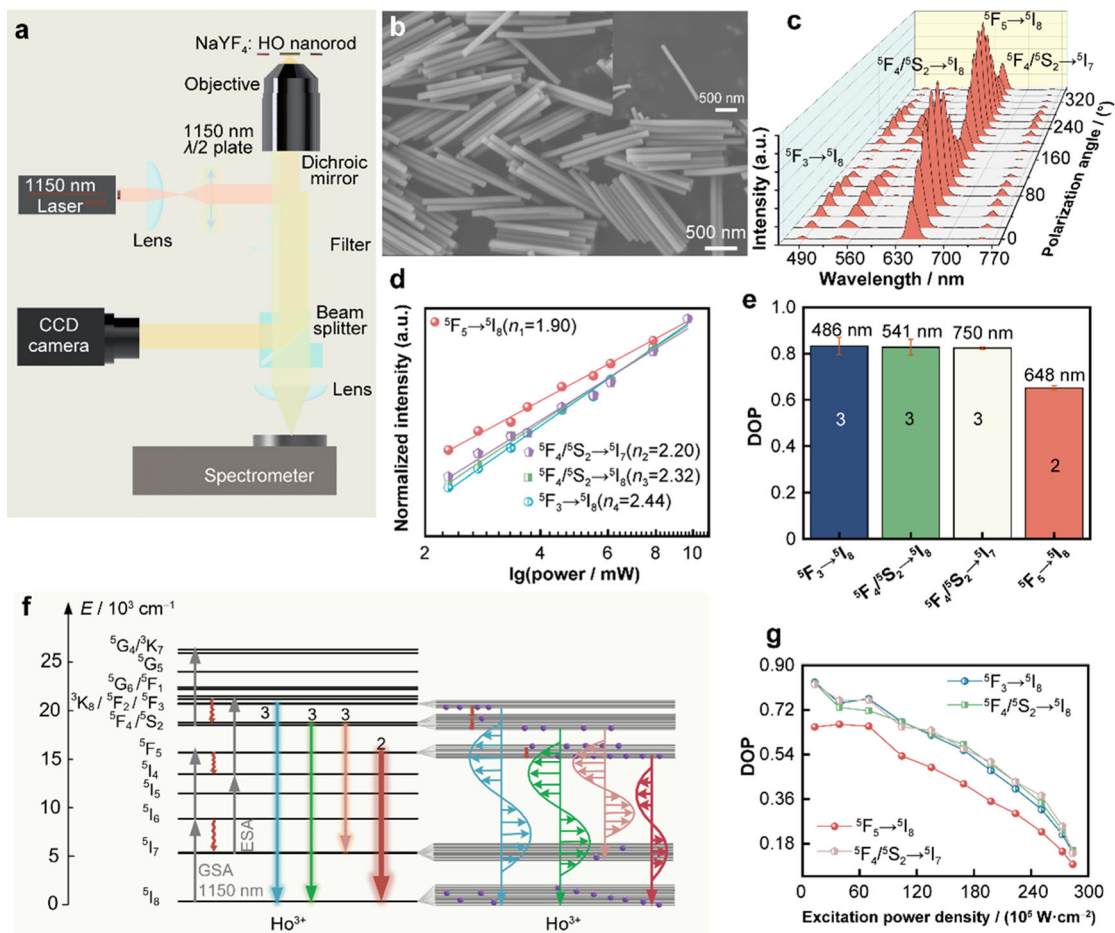 a
NaYF₄: HO nanorod
Objective
1150 nm
λ/2 plate
Dichroic
mirror
1150 nm
Laser
Lens
Filter
CCD
camera
Beam
splitter
Lens
Spectrometer
b
500 nm
500 nm
c
⁵F₅→⁵I₈
⁵F₄/⁵S₂→⁵I₈
⁵F₄/⁵S₂→⁵I₇
⁵F₃→⁵I₈
Intensity (a.u.)
490 560 630 700 770
Wavelength / nm
0 80 160 240 320
Polarization angle / (°)
d
Normalized intensity (a.u.)
⁵F₅→⁵I₈(n₁=1.90)
⁵F₄/⁵S₂→⁵I₇(n₂=2.20)
⁵F₄/⁵S₂→⁵I₈(n₃=2.32)
⁵F₃→⁵I₈(n₄=2.44)
2 4 6 8 10
lg(power / mW)
e
DOP
1.0
0.8
0.6
0.4
0.2
0
486 nm 541 nm 750 nm 648 nm
3 3 3 2
⁵F₃→⁵I₈
⁵F₄/⁵S₂→⁵I₈
⁵F₄/⁵S₂→⁵I₇
⁵F₅→⁵I₈
f
E / 10³ cm⁻¹
25
20
15
10
5
0
⁵G₄/³K₇
⁵G₅
⁵G₆/⁵F₁
³K₈/⁵F₂/⁵F₃
⁵F₄/⁵S₂
⁵F₅
⁵I₄
⁵I₅
⁵I₆
⁵I₇
⁵I₈
GSA
1150 nm
ESA
3 3 3
2
Ho³⁺
Ho³⁺
g
DOP
0.90
0.72
0.54
0.36
0.18
⁵F₃→⁵I₈
⁵F₄/⁵S₂→⁵I₈
⁵F₅→⁵I₈
⁵F₄/⁵S₂→⁵I₇
0 60 120 180 240 300
Excitation power density / (10⁵ W·cm⁻²)